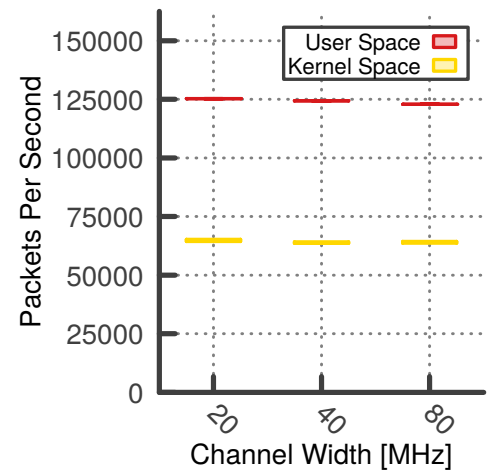 Packets Per Second
150000
125000
100000
75000
50000
25000
0
User Space
Kernel Space
20
40
80
Channel Width [MHz]